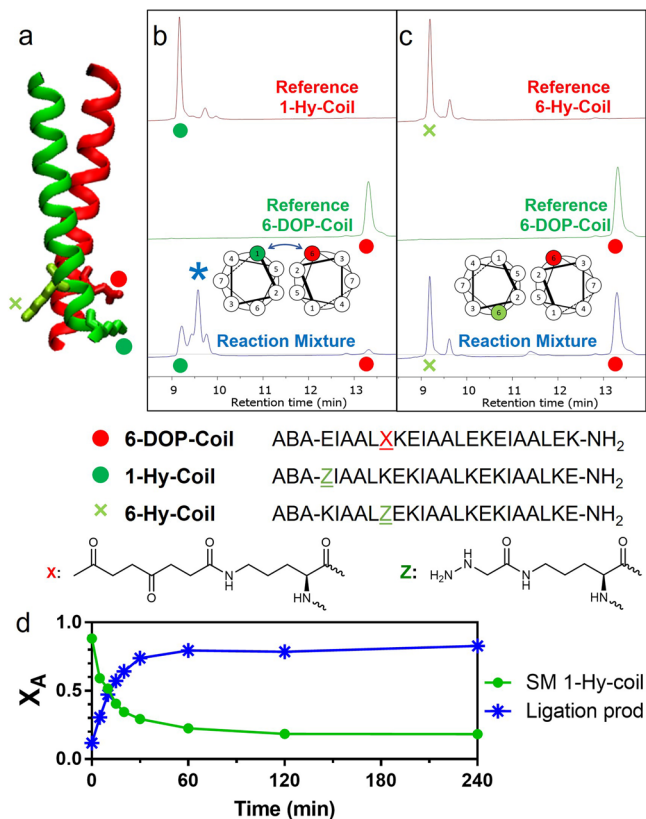 a
b
c
Reference
1-Hy-Coil
Reference
6-Hy-Coil
Reference
6-DOP-Coil
Reference
6-DOP-Coil
Reaction Mixture
Reaction Mixture
9 10 11 12 13
Retention time (min)
9 10 11 12 13
Retention time (min)
6-DOP-Coil ABA-EIAALXKEIAALEKEIAALEK-NH2
1-Hy-Coil ABA-ZIAALKEKIAALKEKIAALKE-NH2
6-Hy-Coil ABA-KIAALZEKIAALKEKIAALKE-NH2
X:
O
O
O
N
H
O
HN
Z:
H2N
H
N
O
N
H
O
HN
d
XA
1.0
0.5
0.0
0 60 120 180 240
Time (min)
SM 1-Hy-coil
Ligation prod